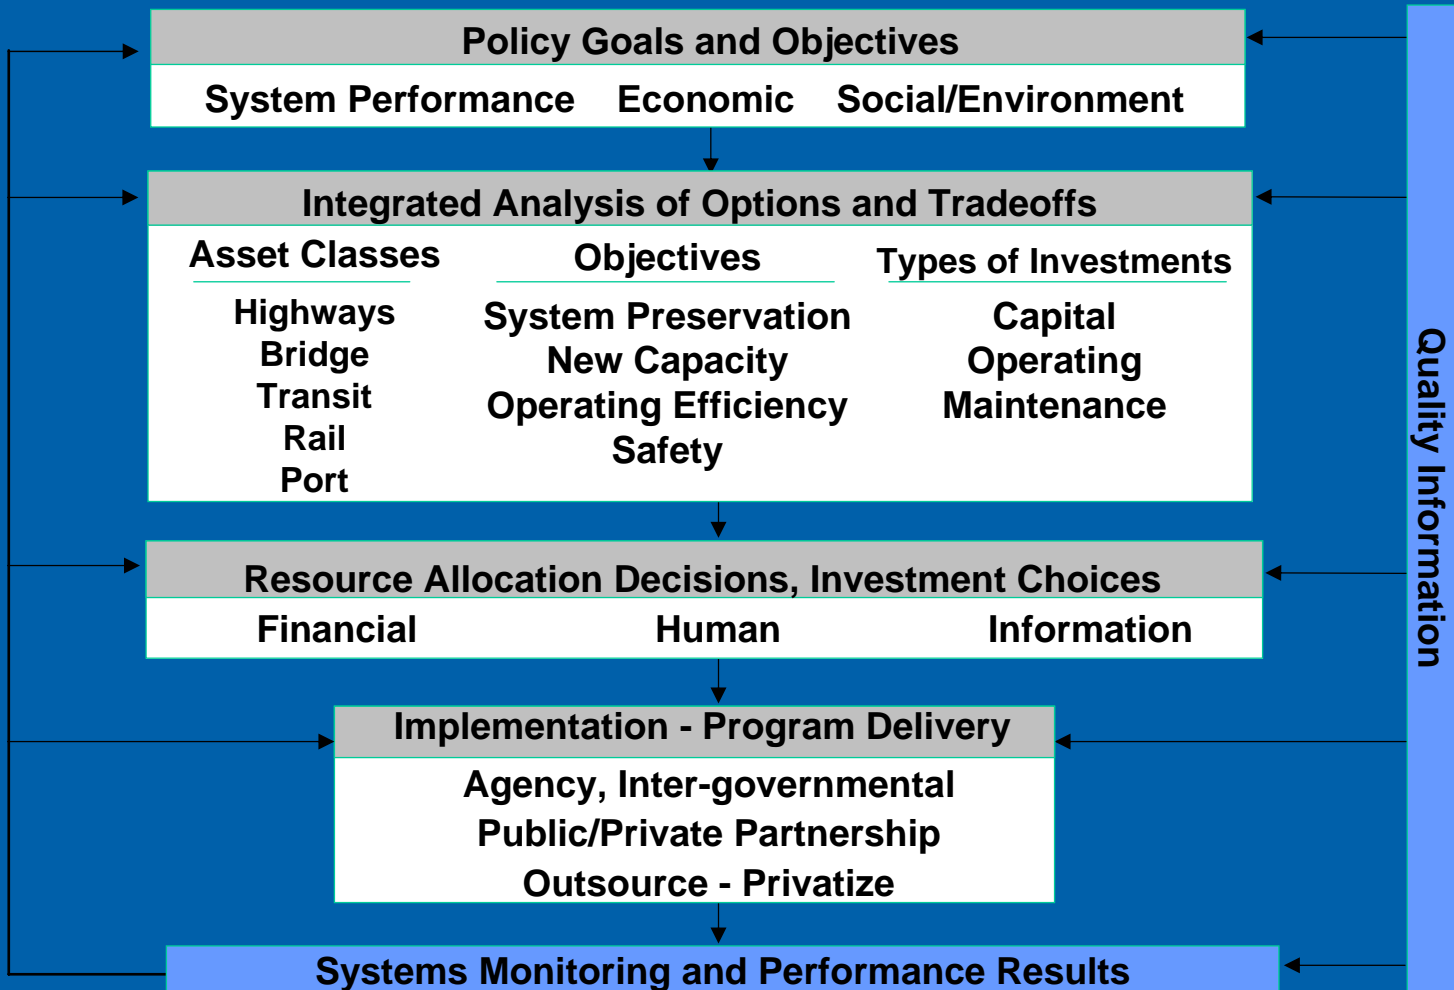 Policy Goals and Objectives
System Performance Economic Social/Environment
Integrated Analysis of Options and Tradeoffs
Asset Classes
Highways
Bridge
Transit
Rail
Port
Objectives
System Preservation
New Capacity
Operating Efficiency
Safety
Types of Investments
Capital
Operating
Maintenance
Resource Allocation Decisions, Investment Choices
Financial Human Information
Implementation - Program Delivery
Agency, Inter-governmental
Public/Private Partnership
Outsource - Privatize
Systems Monitoring and Performance Results
Quality Information